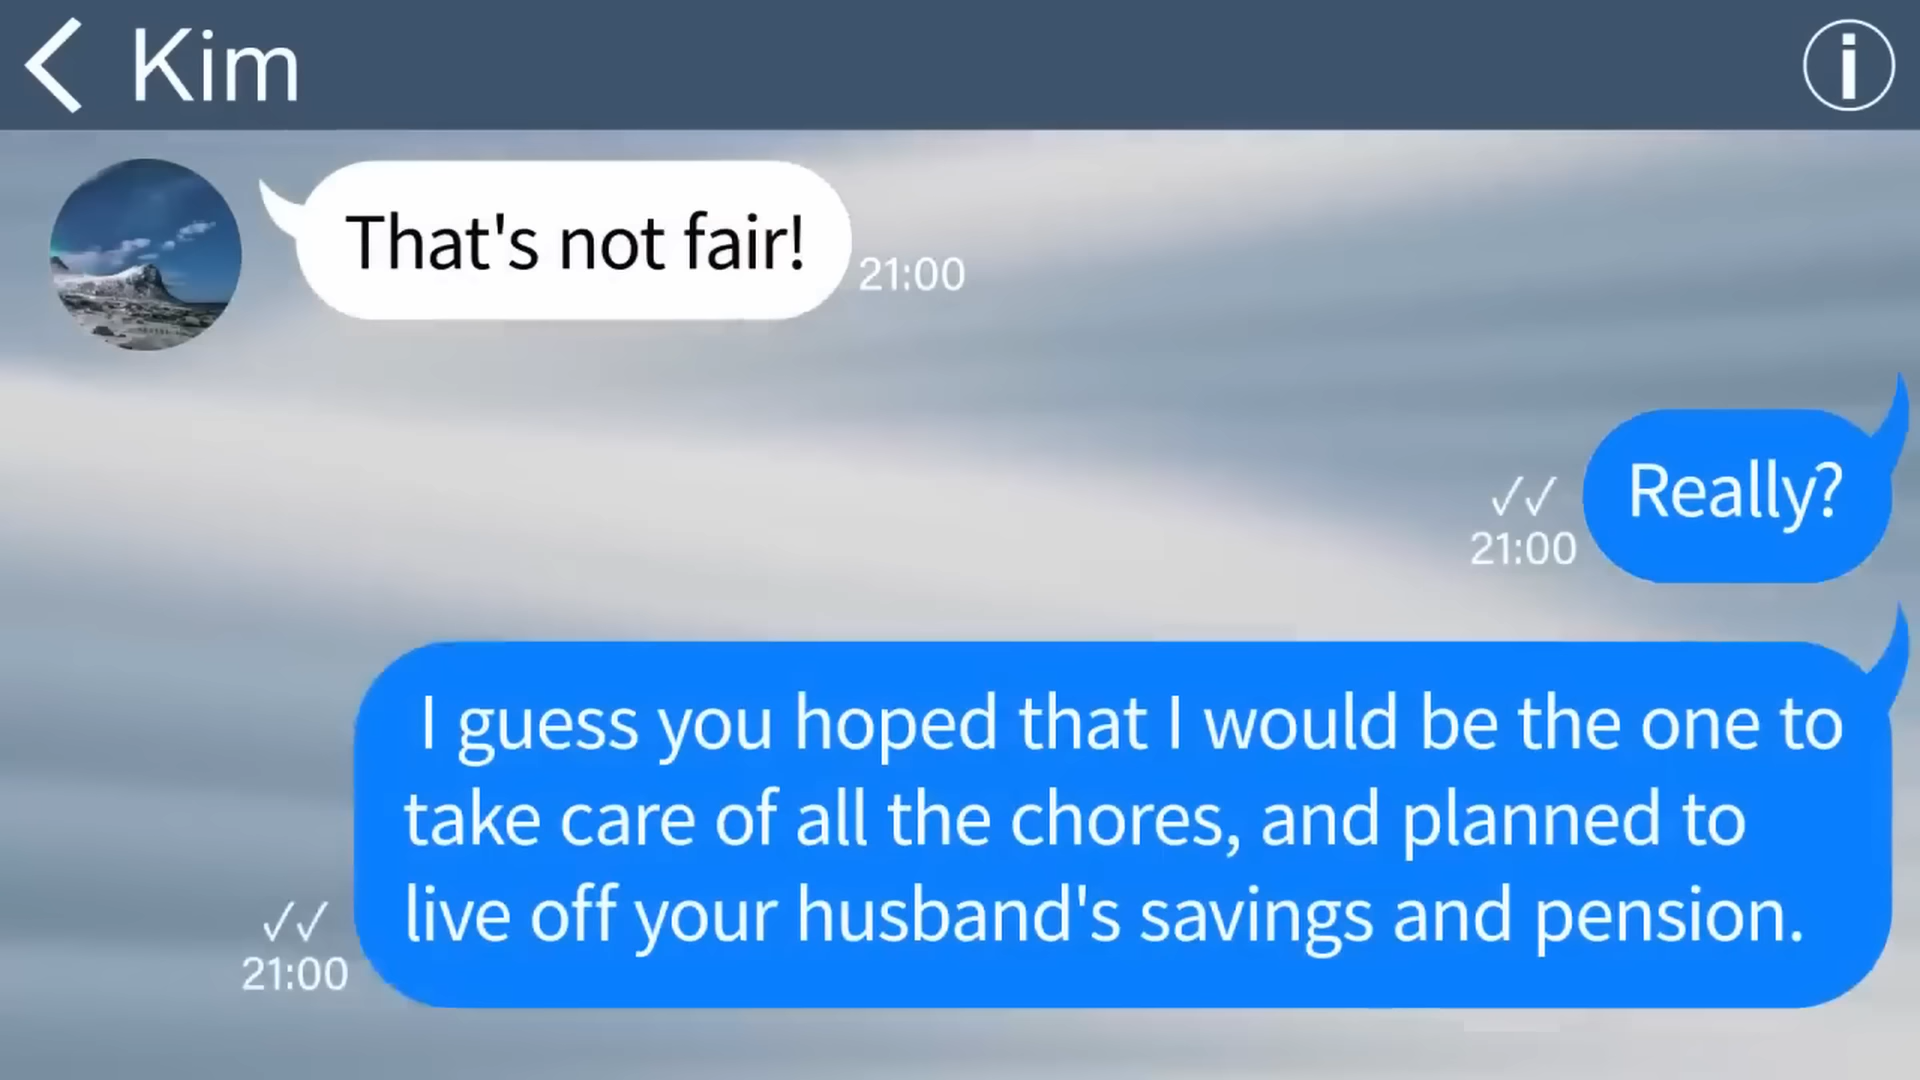 Kim
i
That's not fair!
21:00
Really?
21:00
I guess you hoped that I would be the one to
take care of all the chores, and planned to
live off your husband's savings and pension.
21:00